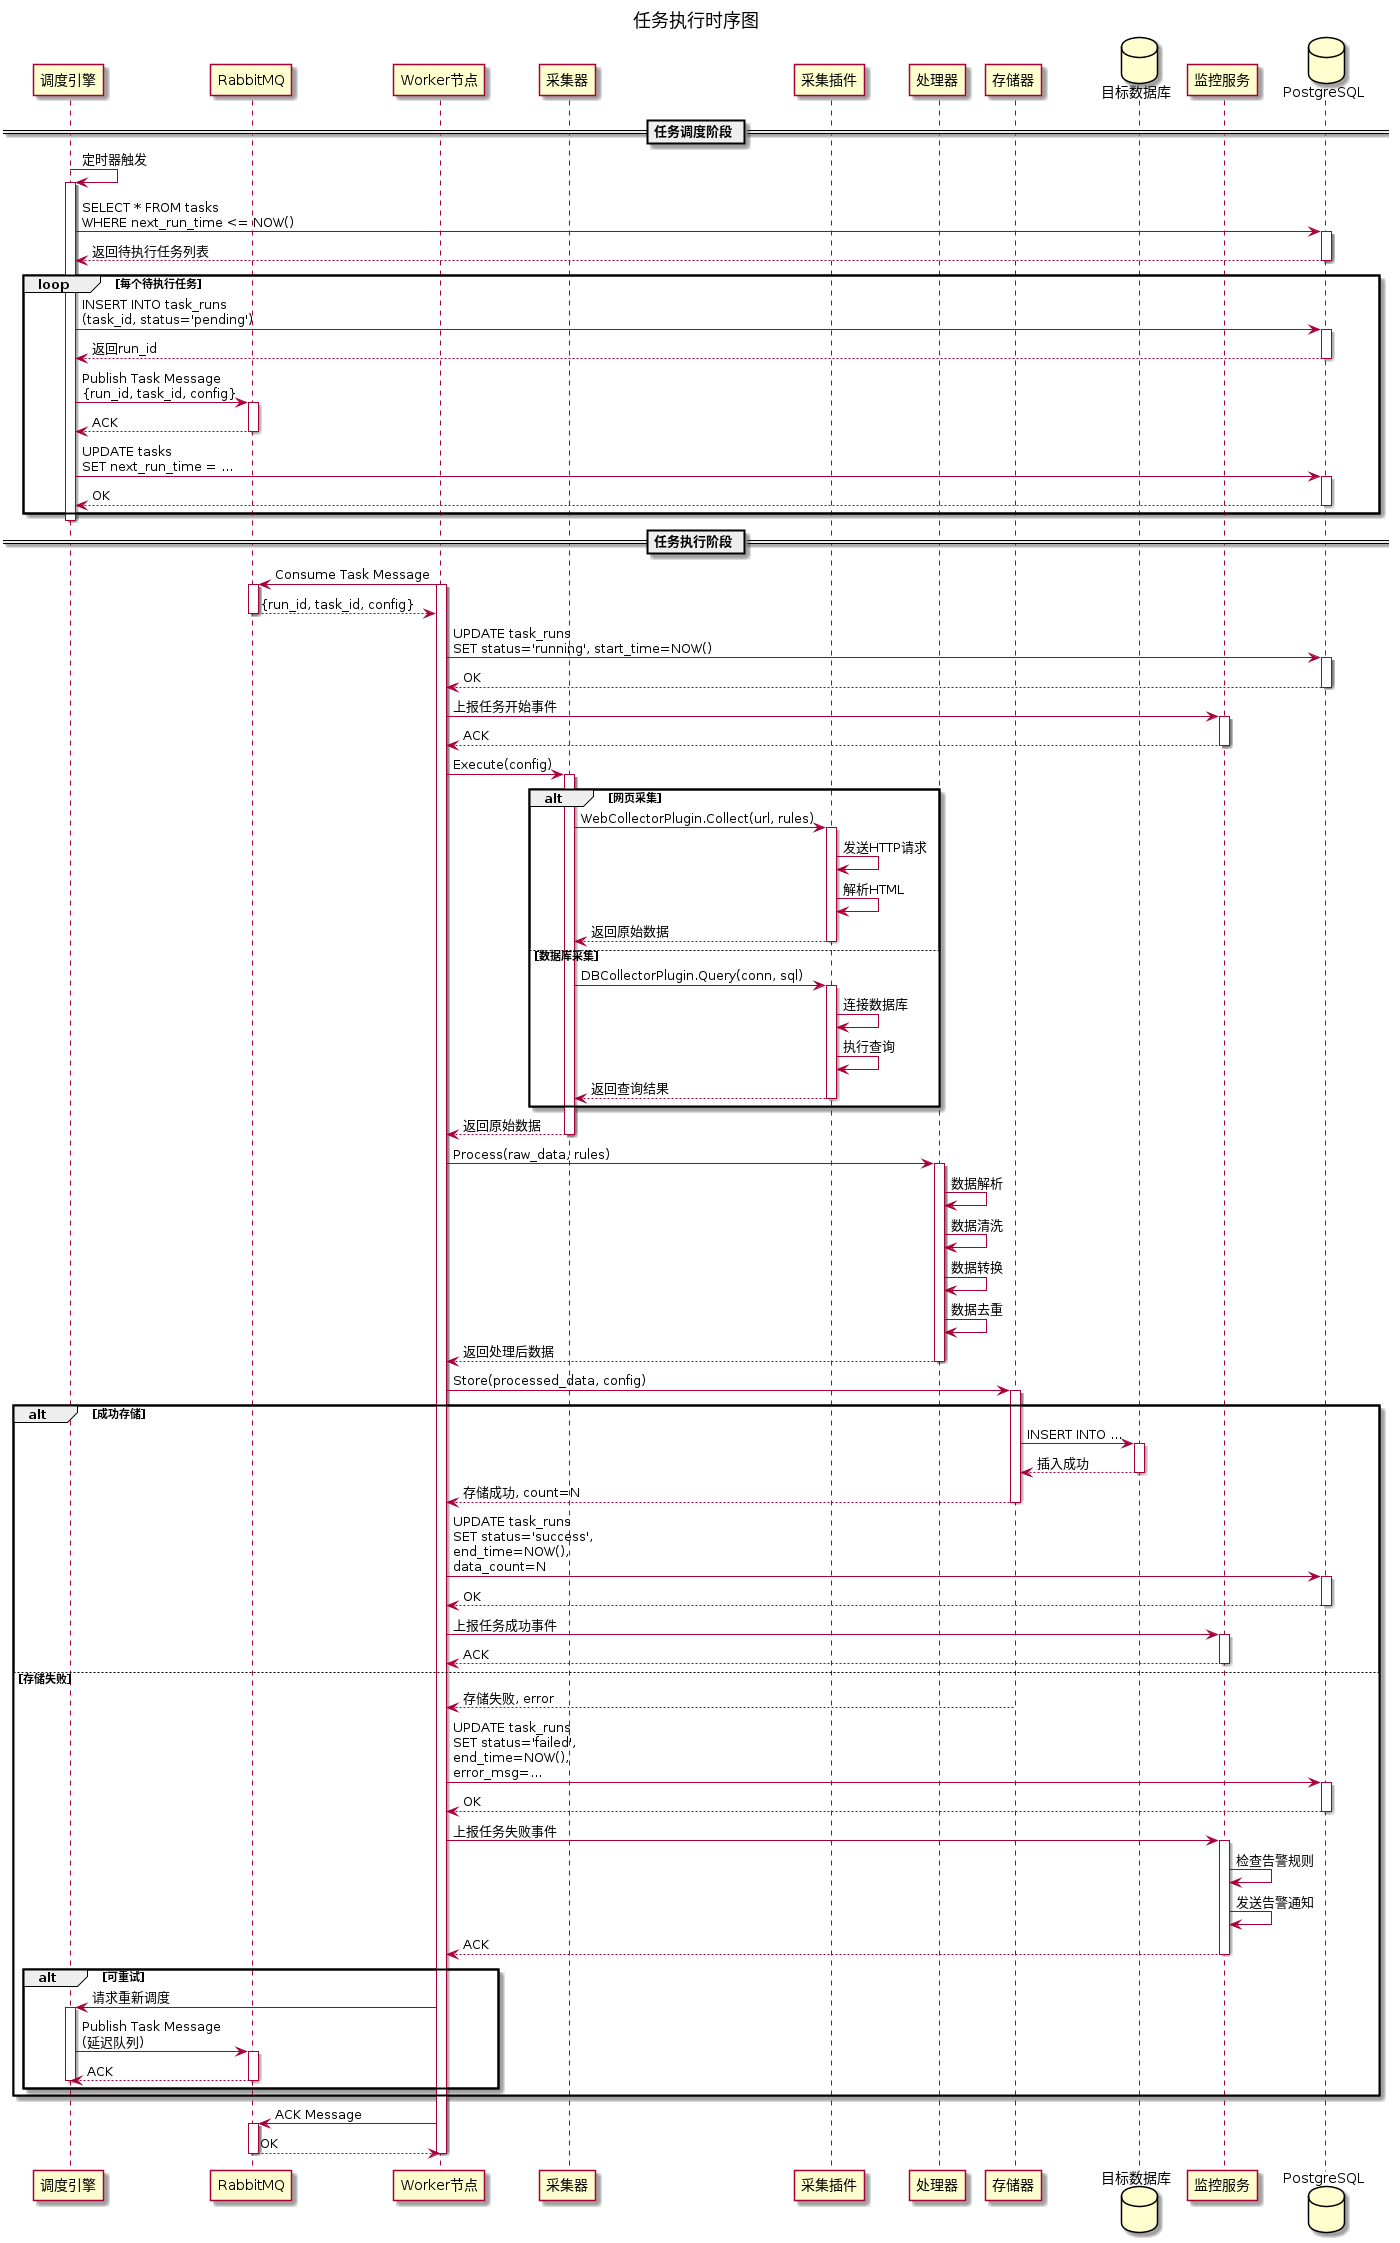 任务执行时序图
调度引擎
RabbitMQ
Worker节点
采集器
采集插件
处理器
存储器
目标数据库
监控服务
PostgreSQL
任务调度阶段
定时器触发
SELECT * FROM tasks
WHERE next_run_time <= NOW()
返回待执行任务列表
loop [每个待执行任务]
INSERT INTO task_runs
(task_id, status='pending')
返回run_id
Publish Task Message
{run_id, task_id, config}
ACK
UPDATE tasks
SET next_run_time = ...
OK
任务执行阶段
Consume Task Message
{run_id, task_id, config}
UPDATE task_runs
SET status='running', start_time=NOW()
OK
上报任务开始事件
ACK
Execute(config)
alt [网页采集]
WebCollectorPlugin.Collect(url, rules)
发送HTTP请求
解析HTML
返回原始数据
[数据库采集]
DBCollectorPlugin.Query(conn, sql)
连接数据库
执行查询
返回查询结果
返回原始数据
Process(raw_data, rules)
数据解析
数据清洗
数据转换
数据去重
返回处理后数据
Store(processed_data, config)
alt [成功存储]
INSERT INTO ...
插入成功
存储成功, count=N
UPDATE task_runs
SET status='success',
end_time=NOW(),
data_count=N
OK
上报任务成功事件
ACK
[存储失败]
存储失败, error
UPDATE task_runs
SET status='failed',
end_time=NOW(),
error_msg=...
OK
上报任务失败事件
检查告警规则
发送告警通知
ACK
alt [可重试]
请求重新调度
Publish Task Message
(延迟队列)
ACK
ACK Message
OK
调度引擎
RabbitMQ
Worker节点
采集器
采集插件
处理器
存储器
目标数据库
监控服务
PostgreSQL